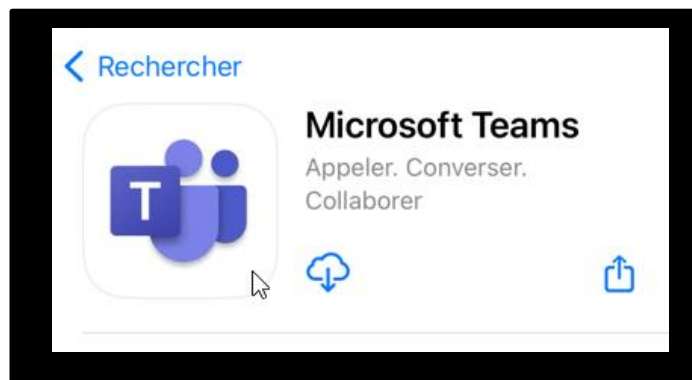 Rechercher
Microsoft Teams
Appeler. Converser.
Collaborer
T